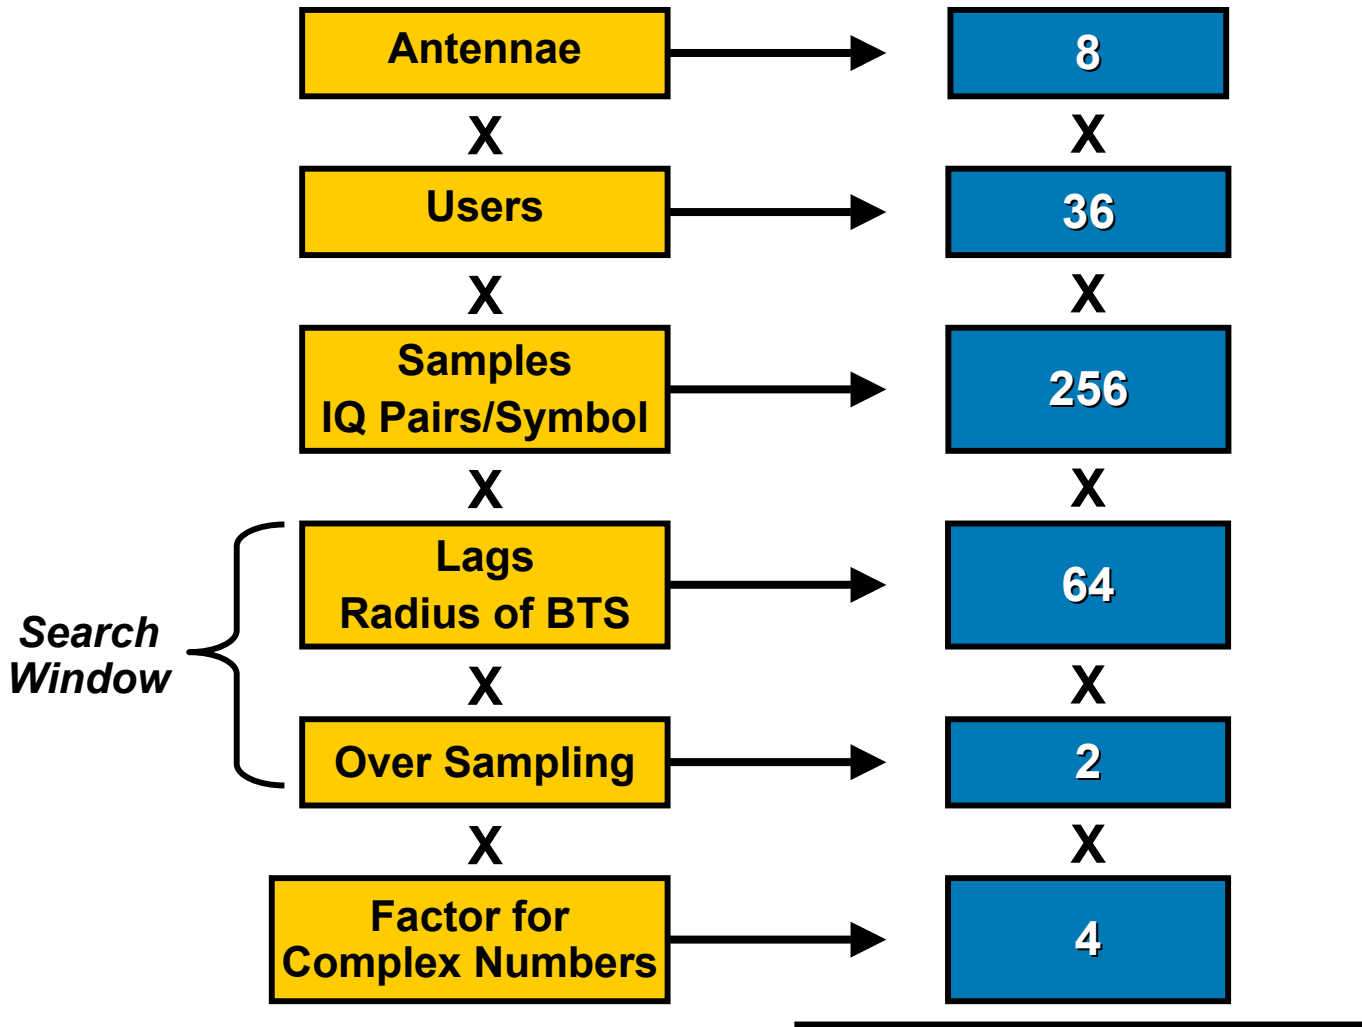 Antennae
8
X
X
Users
36
X
X
Samples
IQ Pairs/Symbol
256
X
X
Lags
Radius of BTS
64
Search
Window
X
X
Over Sampling
2
X
X
Factor for
Complex Numbers
4